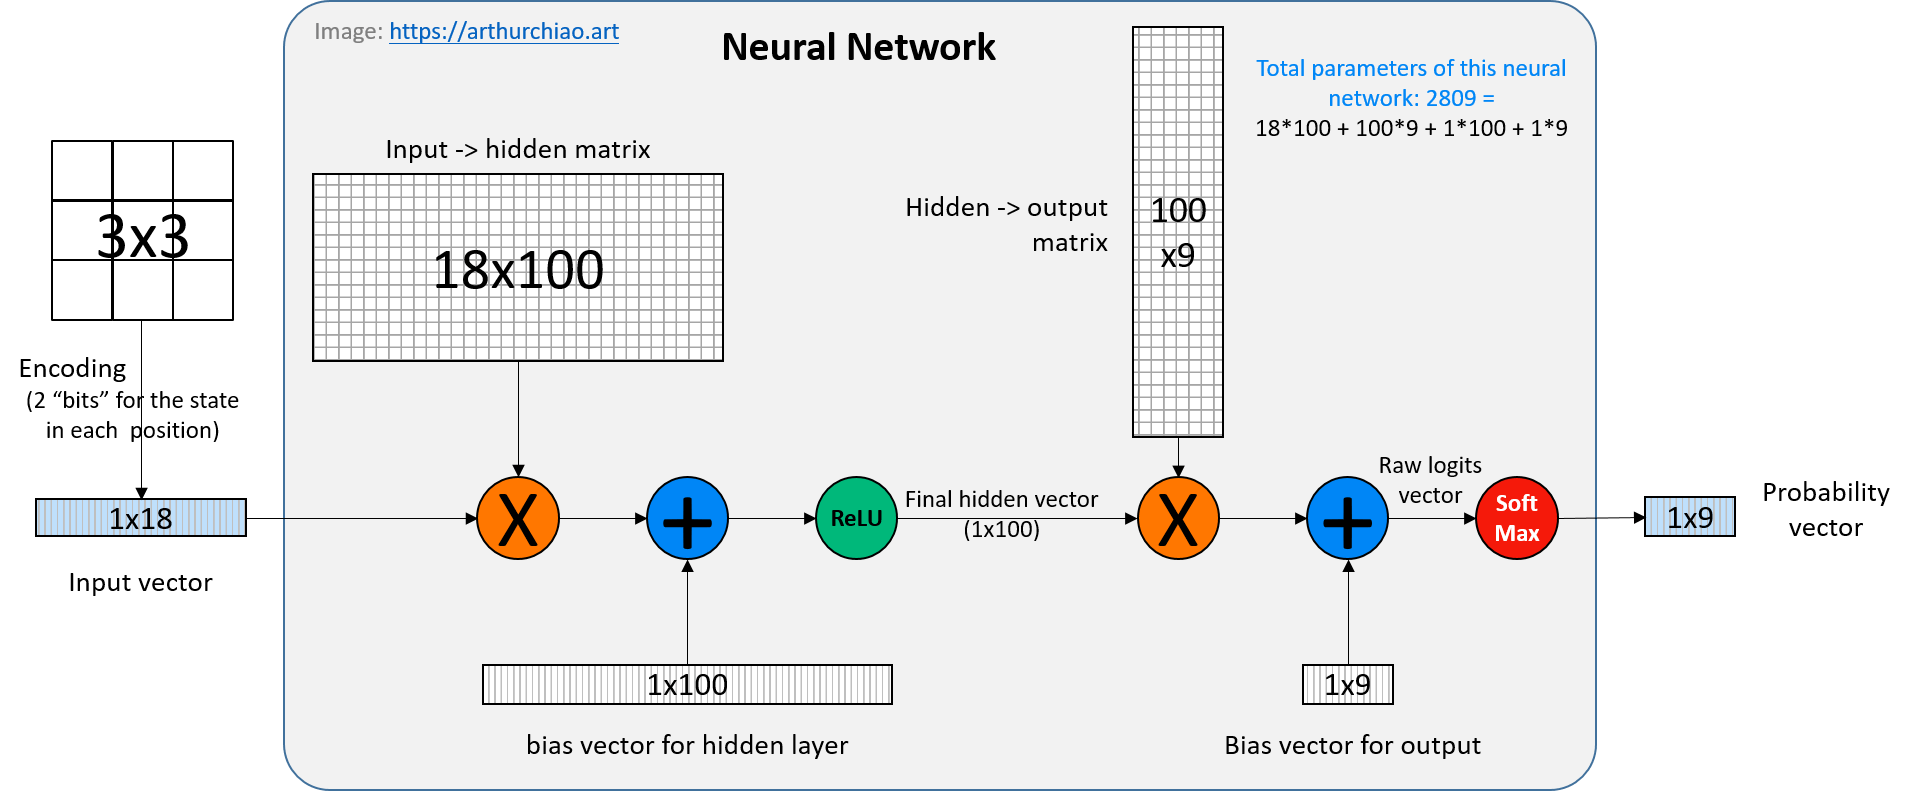 Image: https://arthurchiao.art
Neural Network
Total parameters of this neural
network: 2809 =
18*100 + 100*9 + 1*100 + 1*9
3x3
Encoding
(2 “bits” for the state
in each  position)
1x18
Input vector
Input -> hidden matrix
18x100
X
+
1x100
bias vector for hidden layer
ReLU
Final hidden vector
(1x100)
Hidden -> output
matrix
100
x9
X
+
1x9
Bias vector for output
Raw logits
vector
Soft
Max
1x9
Probability
vector